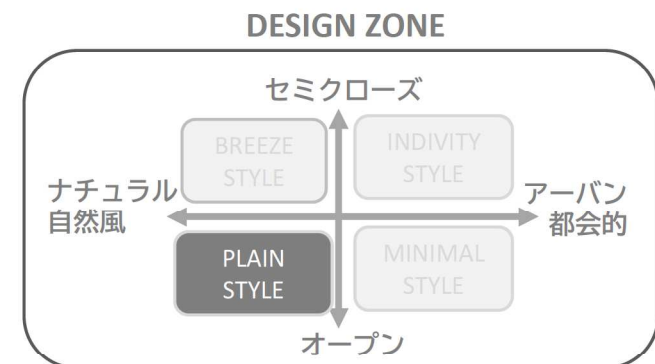 DESIGN ZONE
セミクローズ
BREEZE
STYLE
INDIVITY
STYLE
ナチュラル
自然風
アーバン
都会的
PLAIN
STYLE
MINIMAL
STYLE
オープン